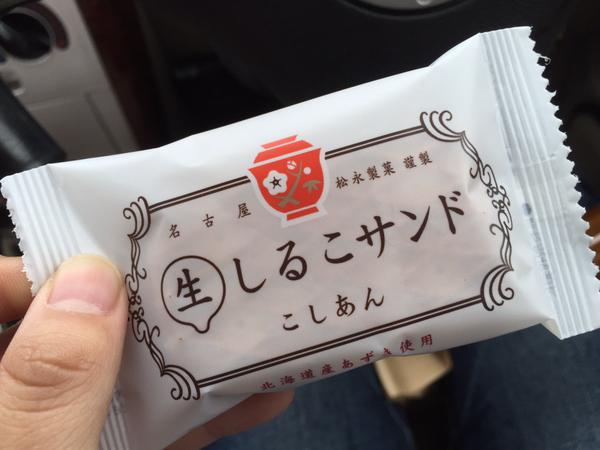 名古屋
松永製菓 謹製
生 しるこサンド
こしあん
北海道産あずき使用